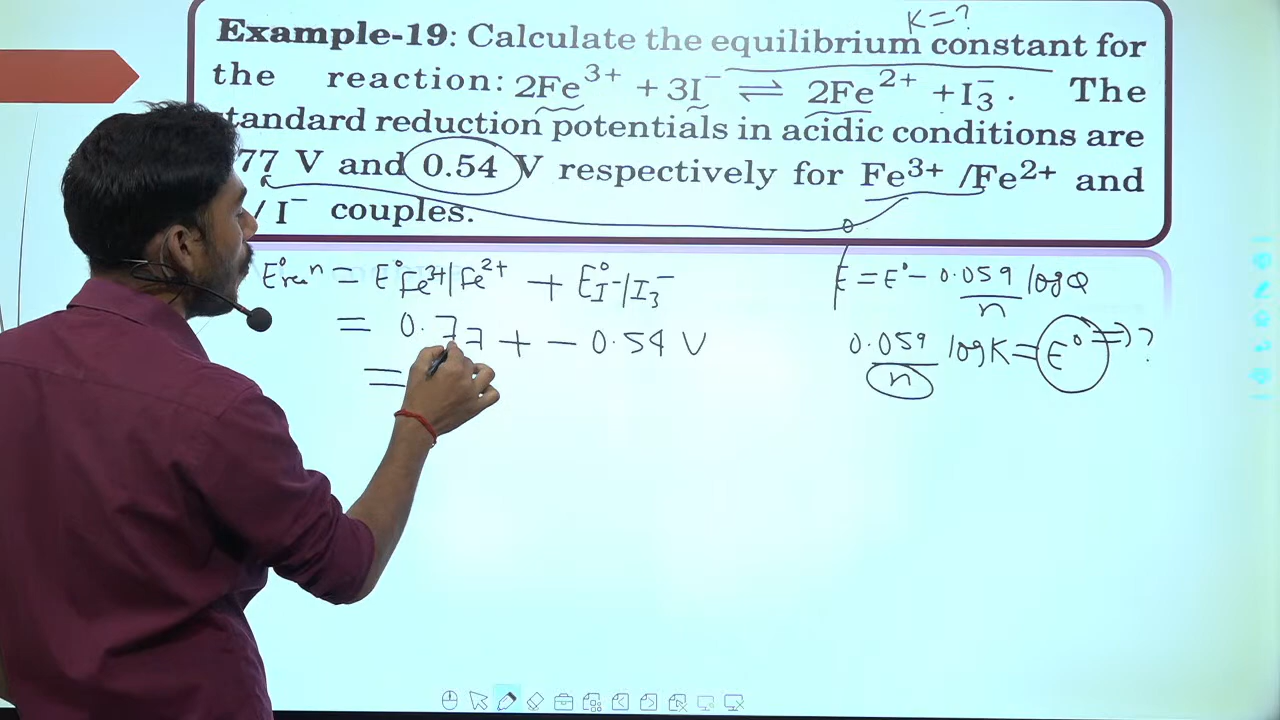 K=?
Example-19: Calculate the equilibrium constant for
the reaction: 2Fe³⁺ + 3I⁻ ⇌ 2Fe²⁺ + I₃⁻. The
tandard reduction potentials in acidic conditions are
77 V and 0.54 V respectively for Fe3+ /Fe2+ and
/ I⁻ couples.
E°rxn = E°Fe³⁺/Fe²⁺ + E°I⁻/I₃⁻
= 0.77 + - 0.54 V
=
E = E° - 0.059/n log Q
0.059/n log K = E° => ?